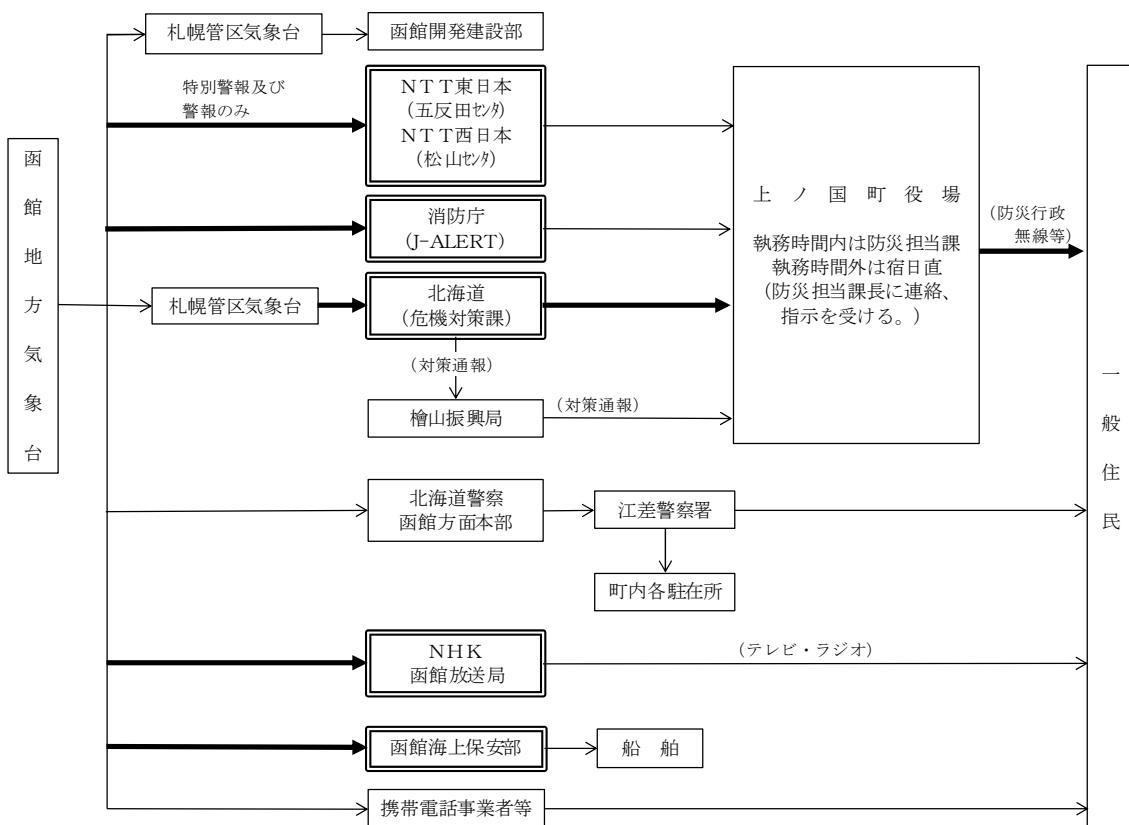 札幌管区気象台
函館開発建設部
特別警報及び
警報のみ
ＮＴＴ東日本
(五反田ｾﾝﾀ)
ＮＴＴ西日本
(松山ｾﾝﾀ)
函館地方気象台
消防庁
(J-ALERT)
上ノ国町役場
執務時間内は防災担当課
執務時間外は宿日直
(防災担当課長に連絡、
指示を受ける。)
(防災行政
無線等)
一般住民
札幌管区気象台
北海道
(危機対策課)
(対策通報)
檜山振興局
(対策通報)
北海道警察
函館方面本部
江差警察署
町内各駐在所
ＮＨＫ
函館放送局
(テレビ・ラジオ)
函館海上保安部
船舶
携帯電話事業者等